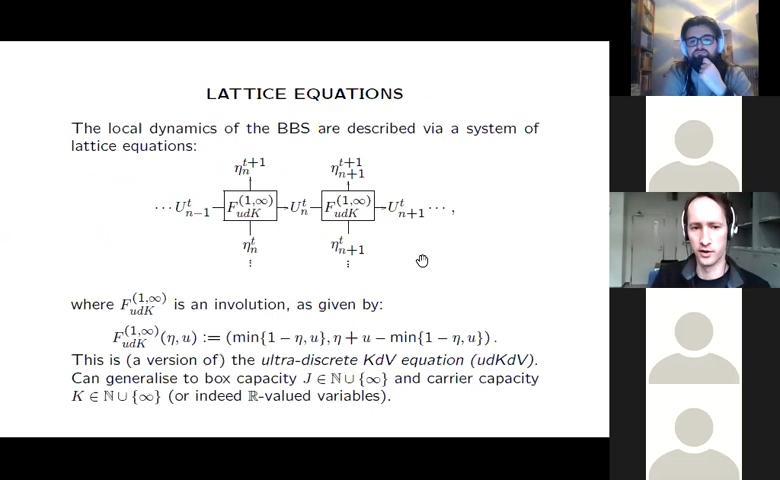 LATTICE EQUATIONS
The local dynamics of the BBS are described via a system of
lattice equations:
η_n^{t+1} η_{n+1}^{t+1}
··· U_{n-1}^t F_{udK}^{(1,∞)} U_n^t F_{udK}^{(1,∞)} U_{n+1}^t ··· ,
η_n^t η_{n+1}^t
⋮ ⋮
where F_{udK}^{(1,∞)} is an involution, as given by:
F_{udK}^{(1,∞)}(η, u) := (min{1 − η, u}, η + u − min{1 − η, u}) .
This is (a version of) the ultra-discrete KdV equation (udKdV).
Can generalise to box capacity J ∈ ℕ ∪ {∞} and carrier capacity
K ∈ ℕ ∪ {∞} (or indeed ℝ-valued variables).